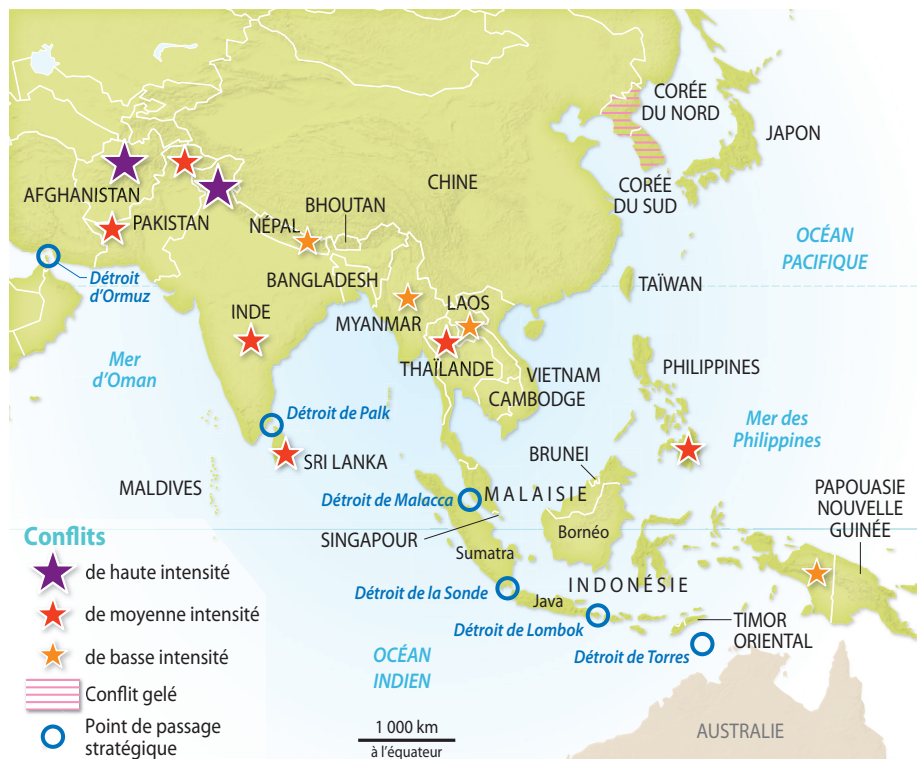 CORÉE
DU NORD
JAPON
CORÉE
DU SUD
CHINE
AFGHANISTAN
PAKISTAN
NÉPAL
BHOUTAN
OCÉAN
PACIFIQUE
Détroit
d'Ormuz
BANGLADESH
TAÏWAN
INDE
MYANMAR
LAOS
Mer
d'Oman
THAÏLANDE
VIETNAM
PHILIPPINES
CAMBODGE
Détroit de Palk
Mer des
Philippines
SRI LANKA
BRUNEI
MALDIVES
Détroit de Malacca
MALAISIE
PAPOUASIE
NOUVELLE
GUINÉE
SINGAPOUR
Bornéo
Sumatra
Détroit de la Sonde
INDONÉSIE
Java
Détroit de Lombok
TIMOR
ORIENTAL
Détroit de Torres
OCÉAN
INDIEN
AUSTRALIE
Conflits
de haute intensité
de moyenne intensité
de basse intensité
Conflit gelé
Point de passage
stratégique
1 000 km
à l'équateur